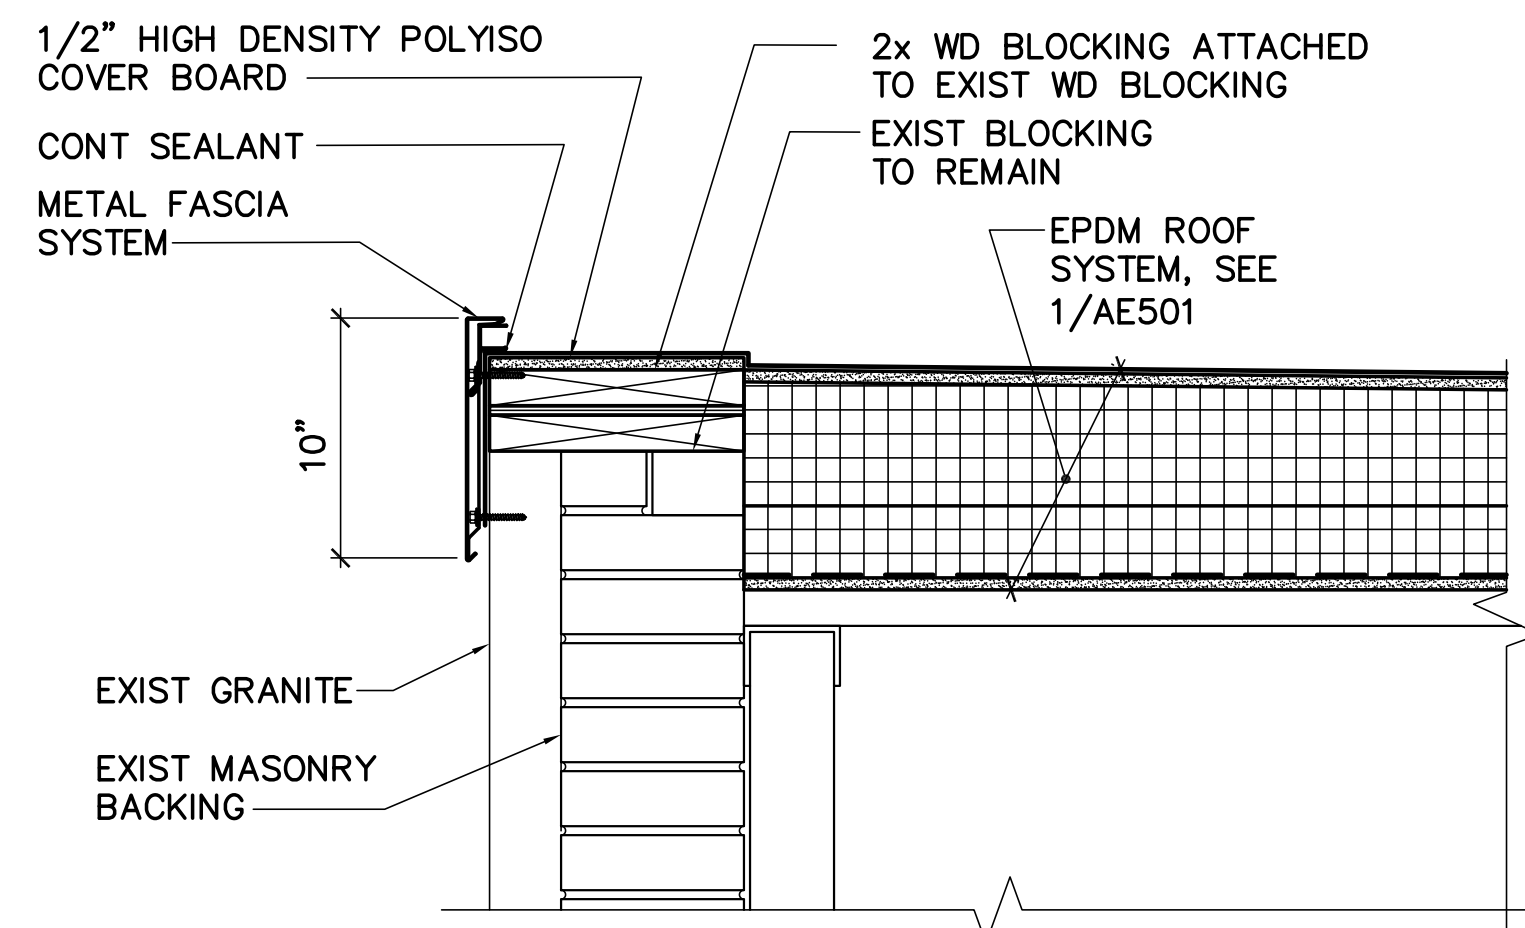 1/2" HIGH DENSITY POLYISO
COVER BOARD
CONT SEALANT
METAL FASCIA
SYSTEM
2x WD BLOCKING ATTACHED
TO EXIST WD BLOCKING
EXIST BLOCKING
TO REMAIN
EPDM ROOF
SYSTEM, SEE
1/AE501
10"
EXIST GRANITE
EXIST MASONRY
BACKING